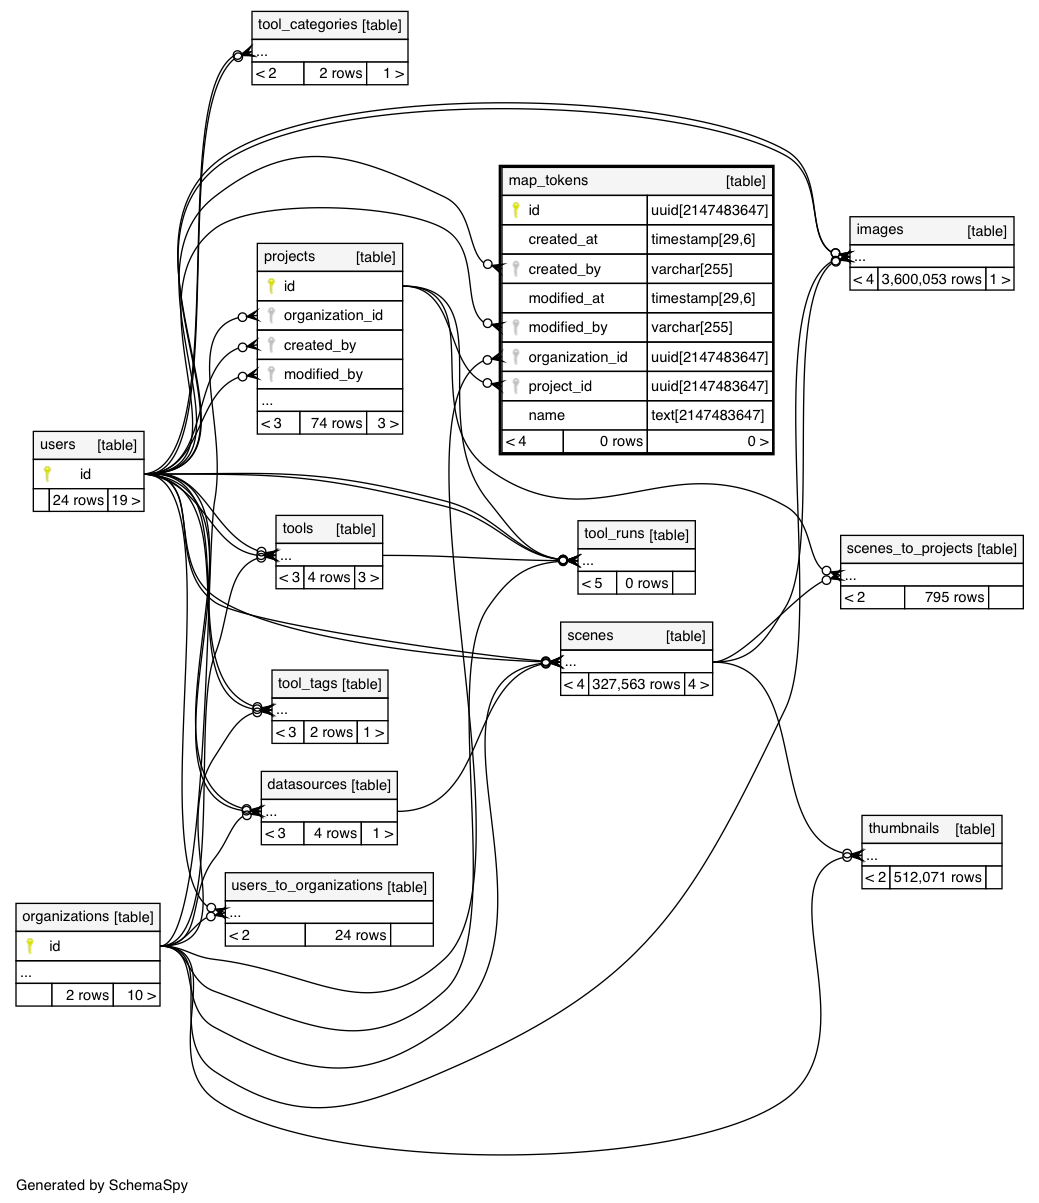 tool_categories [table]
...
< 2 2 rows 1 >
map_tokens [table]
id uuid[2147483647]
created_at timestamp[29,6]
created_by varchar[255]
modified_at timestamp[29,6]
modified_by varchar[255]
organization_id uuid[2147483647]
project_id uuid[2147483647]
name text[2147483647]
< 4 0 rows 0 >
images [table]
...
< 4 3,600,053 rows 1 >
projects [table]
id
organization_id
created_by
modified_by
...
< 3 74 rows 3 >
users [table]
id
24 rows 19 >
tools [table]
...
< 3 4 rows 3 >
tool_runs [table]
...
< 5 0 rows
scenes_to_projects [table]
...
< 2 795 rows
scenes [table]
...
< 4 327,563 rows 4 >
tool_tags [table]
...
< 3 2 rows 1 >
datasources [table]
...
< 3 4 rows 1 >
thumbnails [table]
...
< 2 512,071 rows
users_to_organizations [table]
...
< 2 24 rows
organizations [table]
id
...
2 rows 10 >
Generated by SchemaSpy